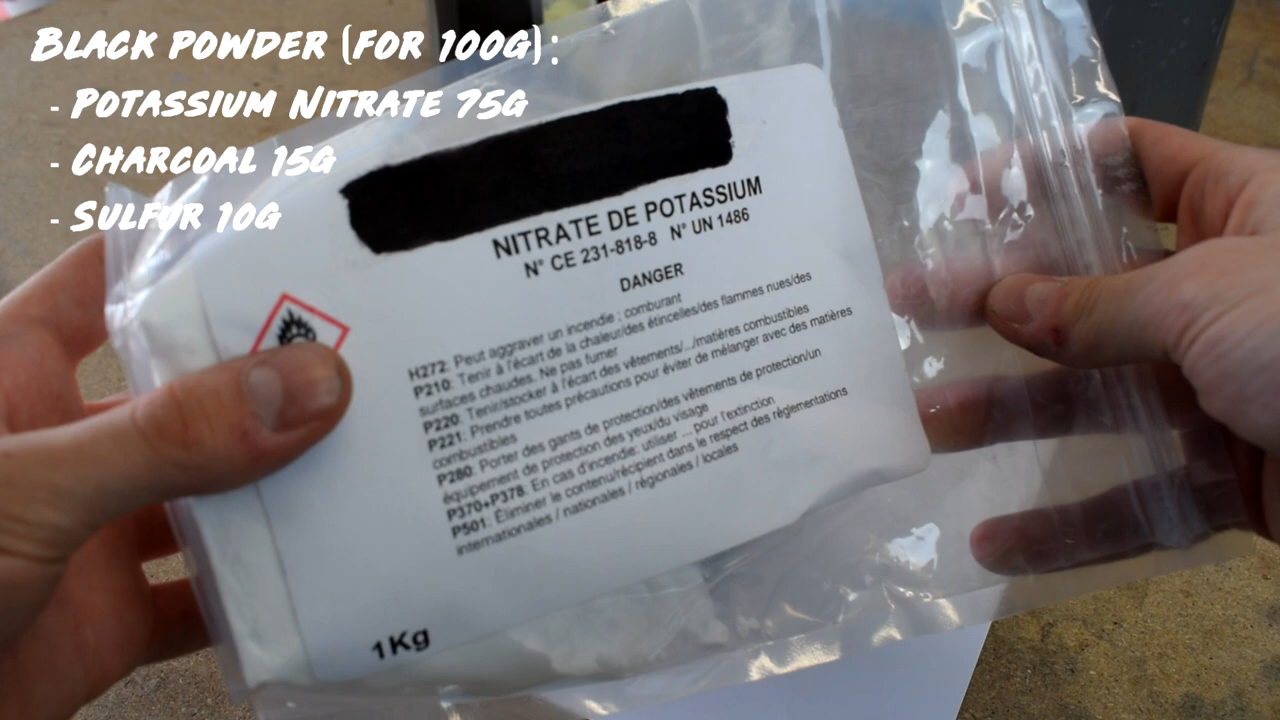 Black powder (for 100g):
- Potassium Nitrate 75g
- Charcoal 15g
- Sulfur 10g
NITRATE DE POTASSIUM
N° CE 231-818-8 N° UN 1486
DANGER
H272: Peut aggraver un incendie ; comburant
P210: Tenir à l'écart de la chaleur/des étincelles/des flammes nues/des
surfaces chaudes. Ne pas fumer
P220: Tenir/stocker à l'écart des vêtements/.../matières combustibles
P221: Prendre toutes précautions pour éviter de mélanger avec des matières
combustibles
P280: Porter des gants de protection/des vêtements de protection/un
équipement de protection des yeux/du visage
P370+P378: En cas d'incendie: utiliser ... pour l'extinction
P501: Éliminer le contenu/récipient dans le respect des réglementations
internationales / nationales / régionales / locales
1Kg